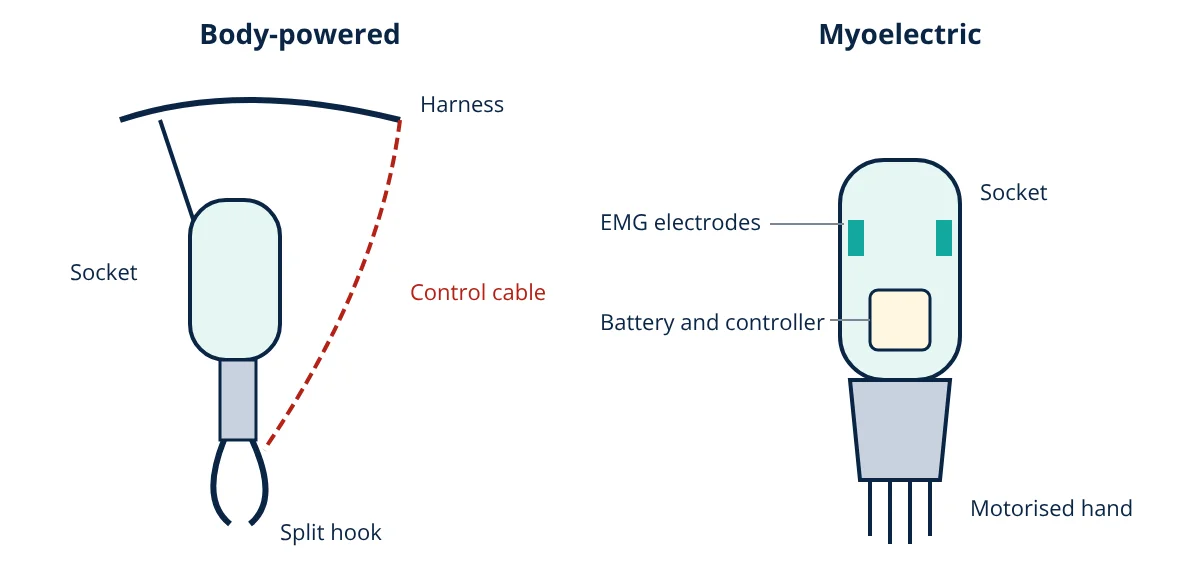 Body-powered
Harness
Socket
Control cable
Split hook
Myoelectric
Socket
EMG electrodes
Battery and controller
Motorised hand